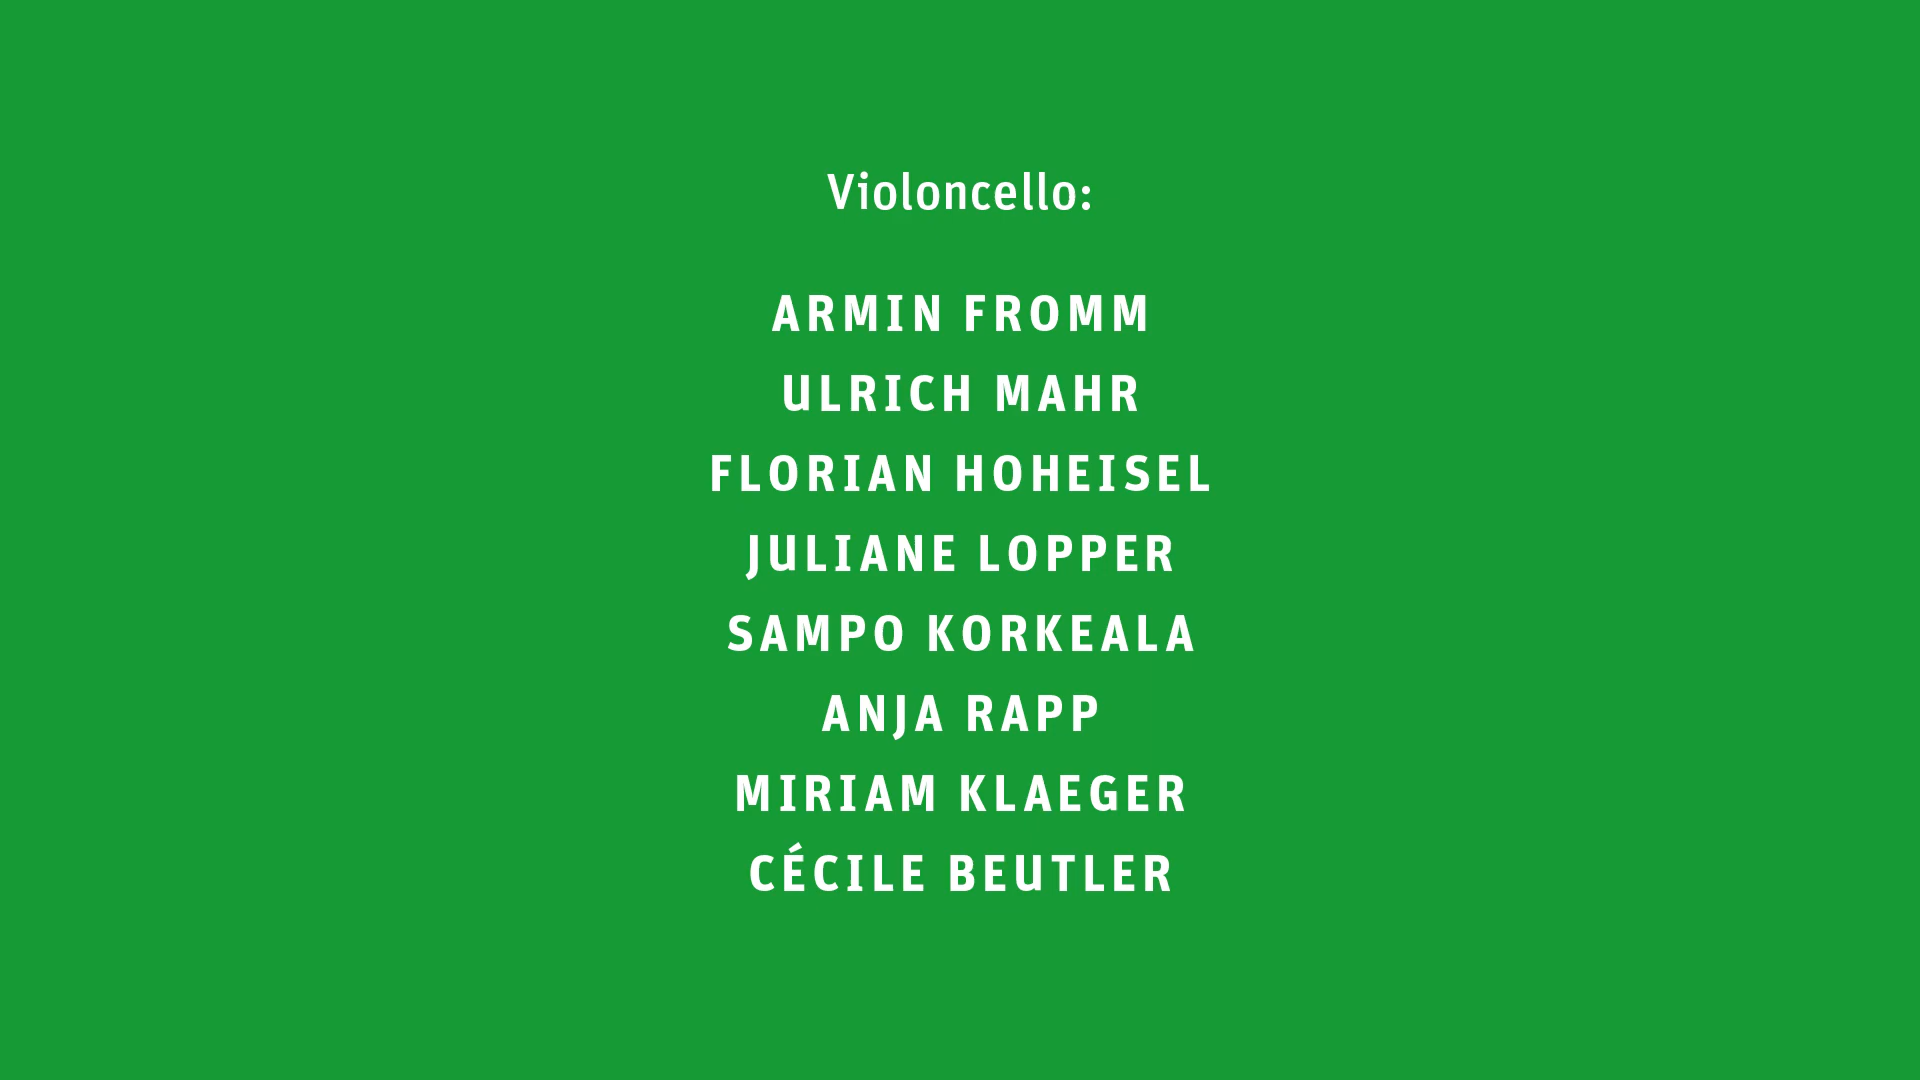 Violoncello:
ARMIN FROMM
ULRICH MAHR
FLORIAN HOHEISEL
JULIANE LOPPER
SAMPO KORKEALA
ANJA RAPP
MIRIAM KLAEGER
CÉCILE BEUTLER